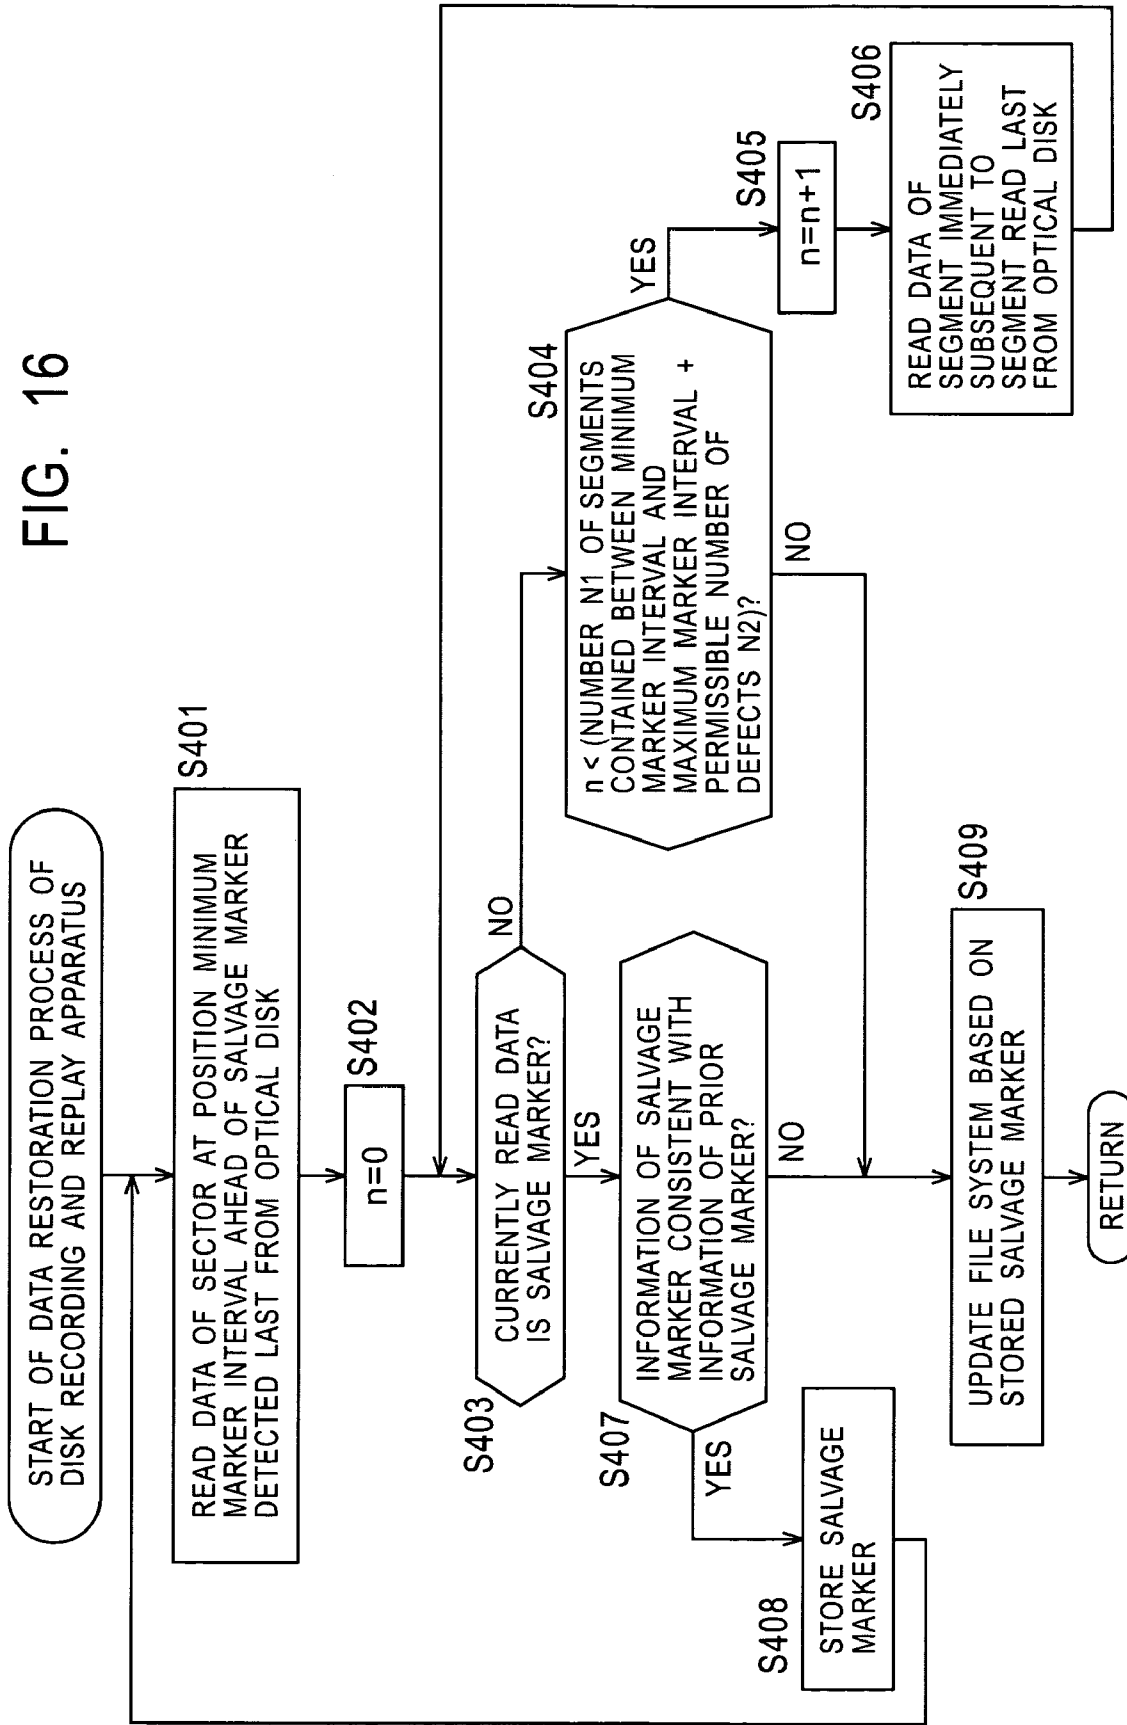 FIG. 16
START OF DATA RESTORATION PROCESS OF
DISK RECORDING AND REPLAY APPARATUS
S401
READ DATA OF SECTOR AT POSITION MINIMUM
MARKER INTERVAL AHEAD OF SALVAGE MARKER
DETECTED LAST FROM OPTICAL DISK
S402
n=0
S403
CURRENTLY READ DATA
IS SALVAGE MARKER?
NO
YES
S404
n < (NUMBER N1 OF SEGMENTS
CONTAINED BETWEEN MINIMUM
MARKER INTERVAL AND
MAXIMUM MARKER INTERVAL +
PERMISSIBLE NUMBER OF
DEFECTS N2)?
YES
NO
S405
n=n+1
S406
READ DATA OF
SEGMENT IMMEDIATELY
SUBSEQUENT TO
SEGMENT READ LAST
FROM OPTICAL DISK
S407
INFORMATION OF SALVAGE
MARKER CONSISTENT WITH
INFORMATION OF PRIOR
SALVAGE MARKER?
YES
NO
S408
STORE SALVAGE
MARKER
S409
UPDATE FILE SYSTEM BASED ON
STORED SALVAGE MARKER
RETURN